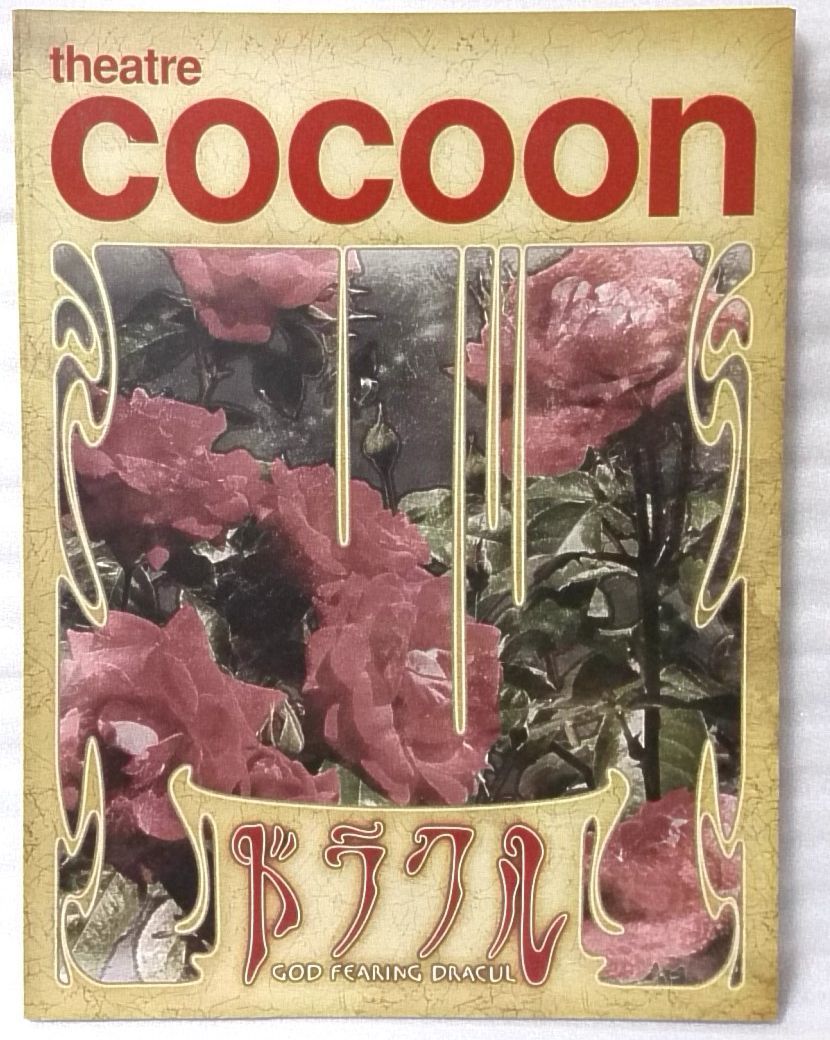 theatre
cocoon
ドラクル
GOD FEARING DRACUL